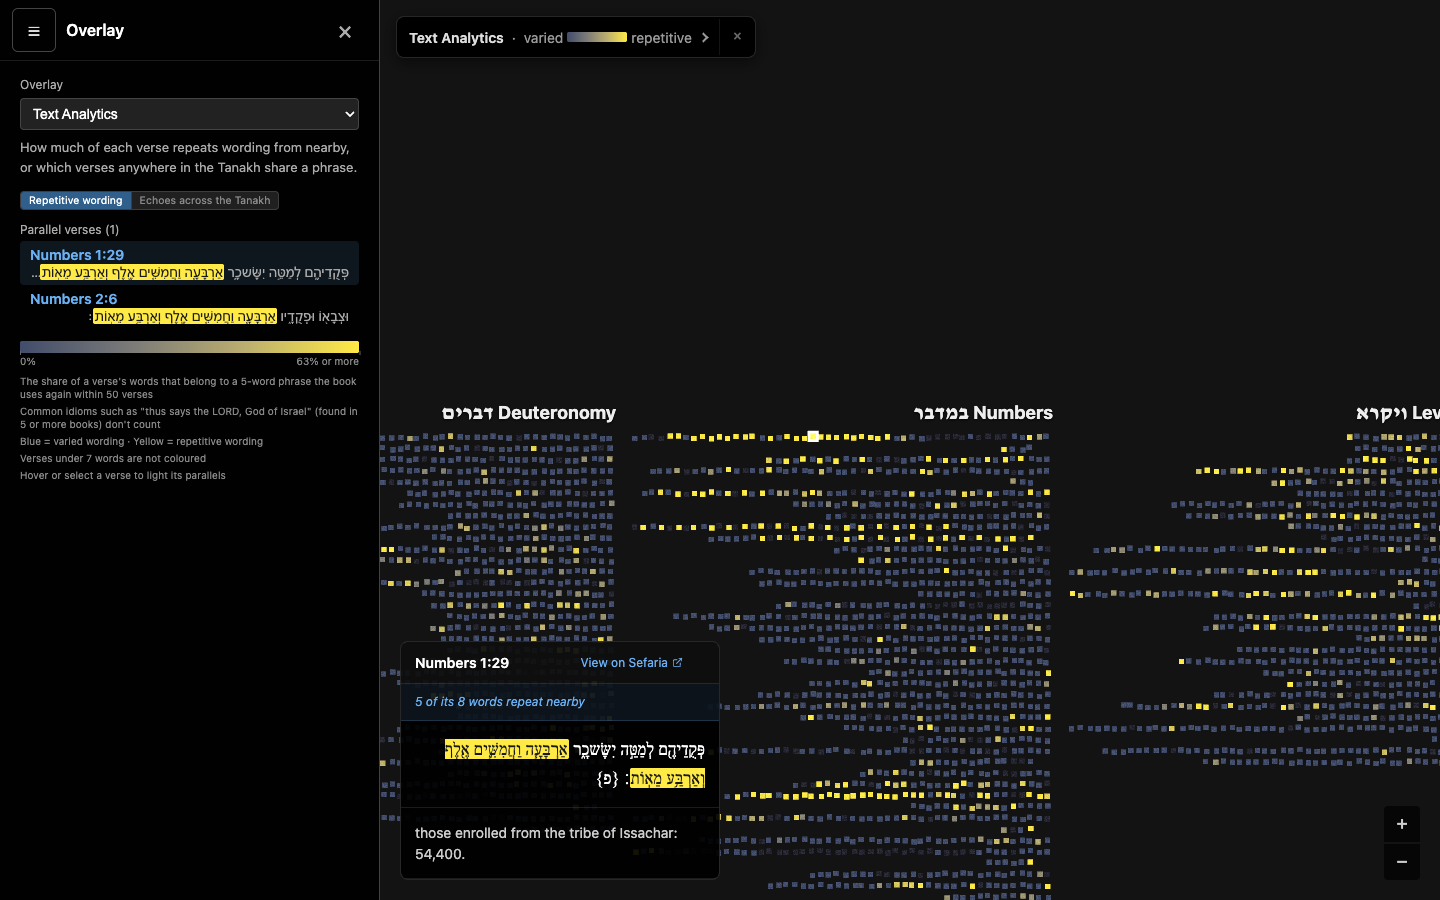 Overlay
Overlay
Text Analytics
How much of each verse repeats wording from nearby,
or which verses anywhere in the Tanakh share a phrase.
Repetitive wording
Echoes across the Tanakh
Parallel verses (1)
Numbers 1:29
פְּקֻדֵיהֶ֖ם לְמַטֵּ֣ה יִשָּׂשכָ֑ר אַרְבָּעָ֧ה וַחֲמִשִּׁ֛ים אֶ֖לֶף וְאַרְבַּ֥ע מֵאֽוֹת...
Numbers 2:6
וּצְבָא֖וֹ וּפְקֻדָ֑יו אַרְבָּעָ֧ה וַחֲמִשִּׁ֛ים אֶ֖לֶף וְאַרְבַּ֥ע מֵאֽוֹת׃
0%
63% or more
The share of a verse's words that belong to a 5-word phrase the book
uses again within 50 verses
Common idioms such as "thus says the LORD, God of Israel" (found in
5 or more books) don't count
Blue = varied wording · Yellow = repetitive wording
Verses under 7 words are not coloured
Hover or select a verse to light its parallels
Text Analytics · varied repetitive
דברים Deuteronomy
במדבר Numbers
ויקרא Lev
Numbers 1:29
View on Sefaria
5 of its 8 words repeat nearby
פְּקֻדֵיהֶ֖ם לְמַטֵּ֣ה יִשָּׂשכָ֑ר אַרְבָּעָ֧ה וַחֲמִשִּׁ֛ים אֶ֖לֶף
וְאַרְבַּ֥ע מֵאֽוֹת׃ {פ}
those enrolled from the tribe of Issachar:
54,400.